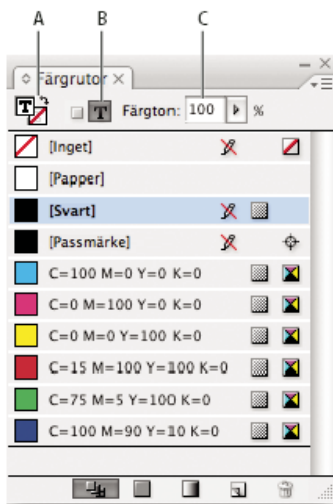 A B C
Färgrutor
T T Färgton: 100 %
[Inget]
[Papper]
[Svart]
[Passmärke]
C=100 M=0 Y=0 K=0
C=0 M=100 Y=0 K=0
C=0 M=0 Y=100 K=0
C=15 M=100 Y=100 K=0
C=75 M=5 Y=100 K=0
C=100 M=90 Y=10 K=0